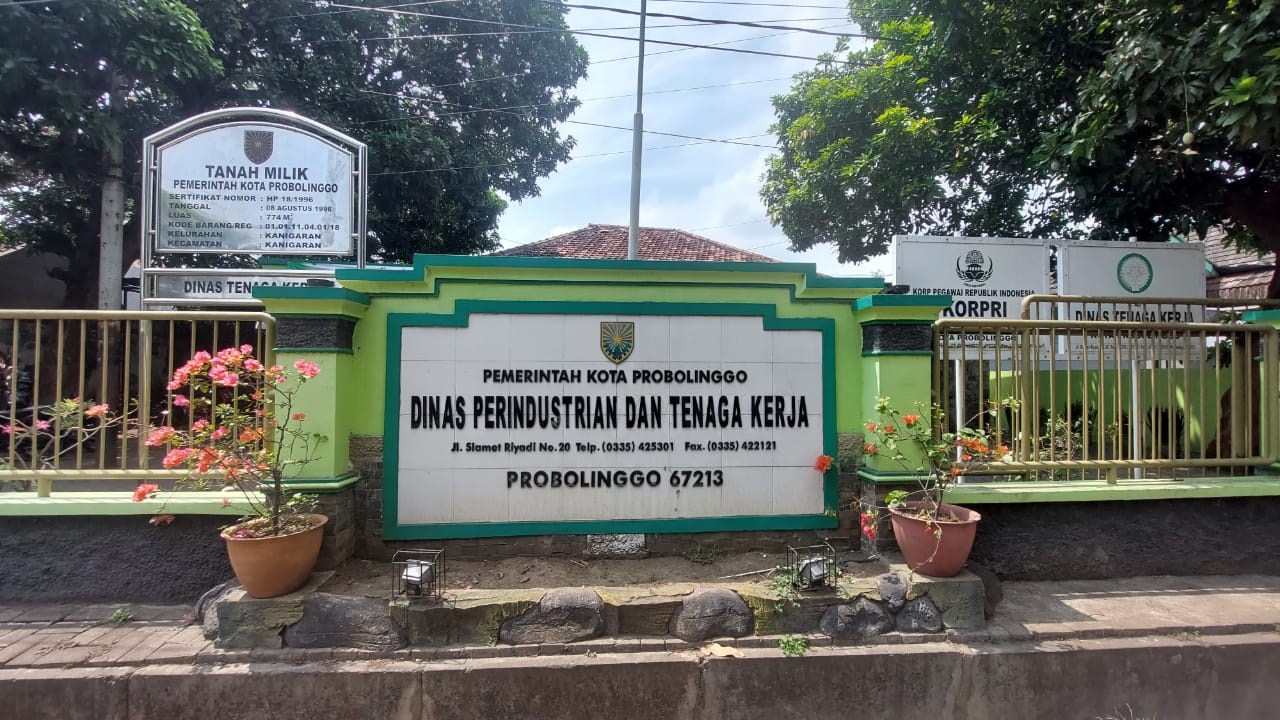 TANAH MILIK
PEMERINTAH KOTA PROBOLINGGO
SERTIFIKAT NOMOR : HP 18/1996
TANGGAL : 08 AGUSTUS 1996
LUAS : 774 M²
KODE BARANG/REG : 01.01.11.04.01/18
KELURAHAN : KANIGARAN
KECAMATAN : KANIGARAN
DINAS TENAGA
PEMERINTAH KOTA PROBOLINGGO
DINAS PERINDUSTRIAN DAN TENAGA KERJA
Jl. Slamet Riyadi No.20 Telp.(0335) 425301 Fax.(0335) 422121
PROBOLINGGO 67213
KORP PEGAWAI REPUBLIK INDONESIA
KORPRI
KOTA PROBOLINGGO
DINAS TENAGA KERJA